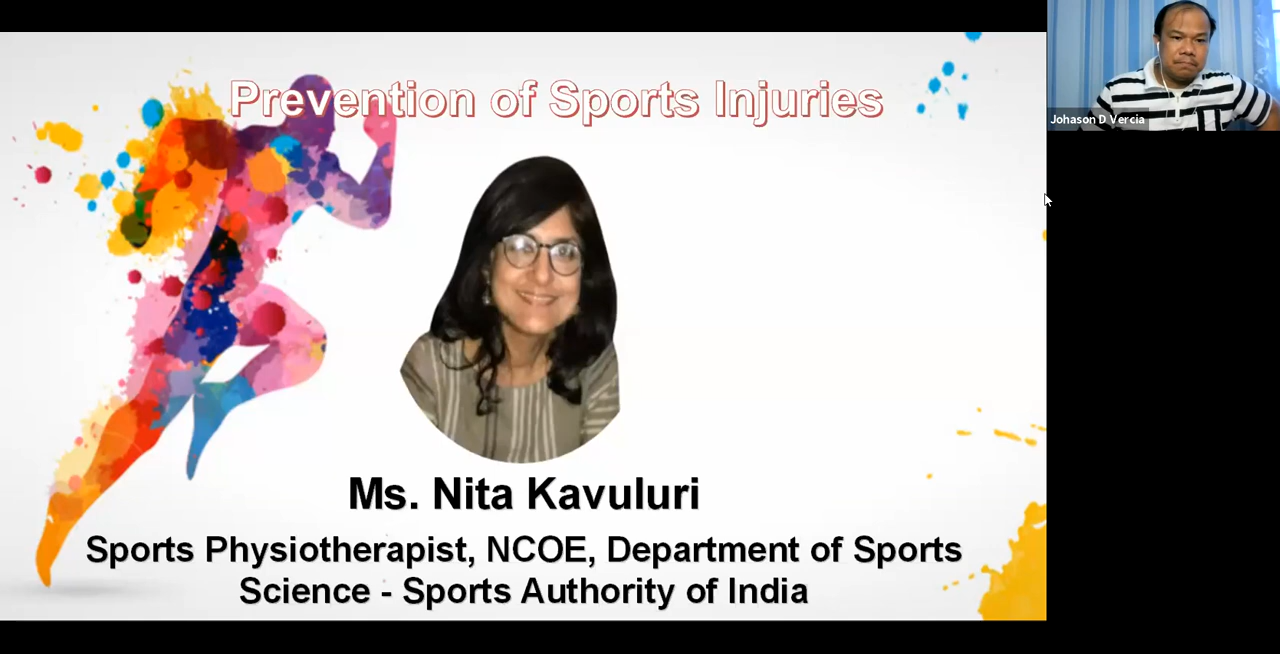 Prevention of Sports Injuries
Johason D Vercia
Ms. Nita Kavuluri
Sports Physiotherapist, NCOE, Department of Sports
Science - Sports Authority of India